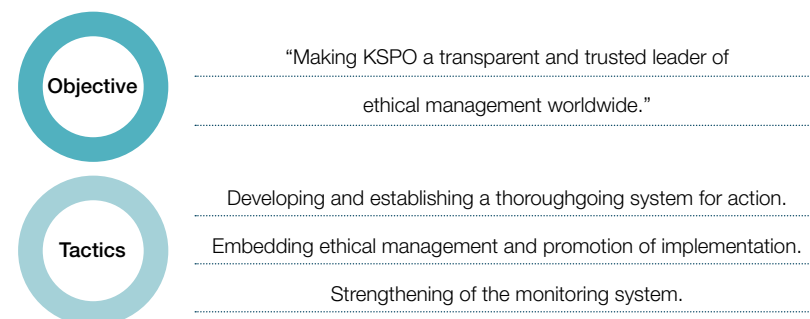 Objective
“Making KSPO a transparent and trusted leader of
ethical management worldwide.”
Tactics
Developing and establishing a thoroughgoing system for action.
Embedding ethical management and promotion of implementation.
Strengthening of the monitoring system.